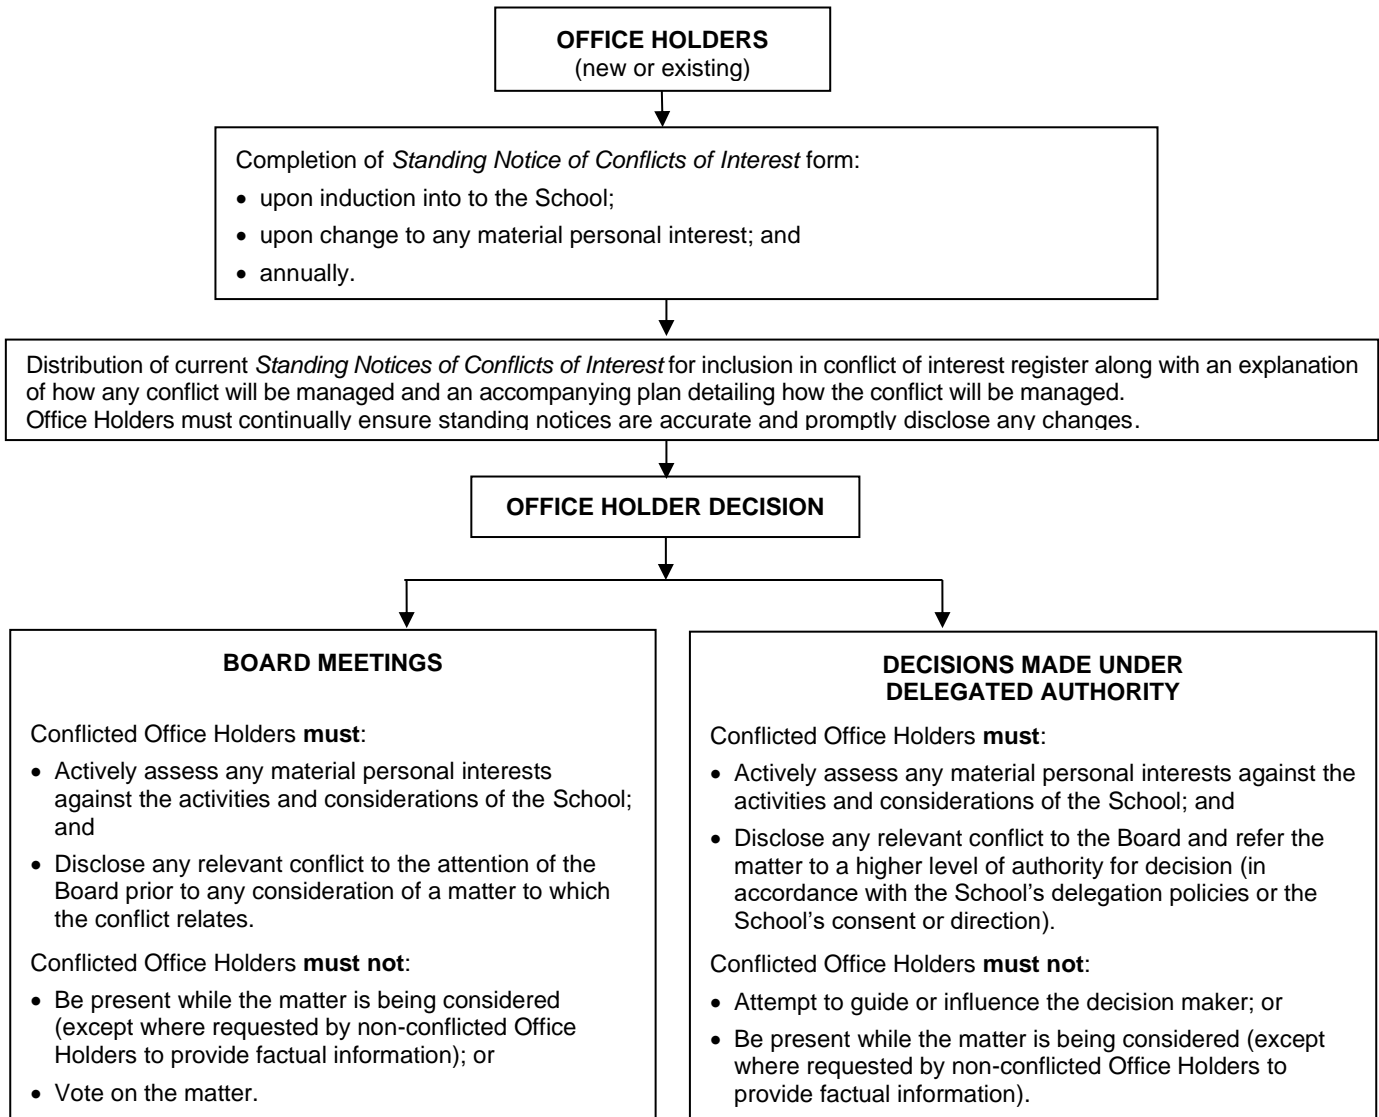 OFFICE HOLDERS
(new or existing)
Completion of Standing Notice of Conflicts of Interest form:
• upon induction into to the School;
• upon change to any material personal interest; and
• annually.
Distribution of current Standing Notices of Conflicts of Interest for inclusion in conflict of interest register along with an explanation
of how any conflict will be managed and an accompanying plan detailing how the conflict will be managed.
Office Holders must continually ensure standing notices are accurate and promptly disclose any changes.
OFFICE HOLDER DECISION
BOARD MEETINGS
Conflicted Office Holders must:
• Actively assess any material personal interests
against the activities and considerations of the School;
and
• Disclose any relevant conflict to the attention of the
Board prior to any consideration of a matter to which
the conflict relates.
Conflicted Office Holders must not:
• Be present while the matter is being considered
(except where requested by non-conflicted Office
Holders to provide factual information); or
• Vote on the matter.
DECISIONS MADE UNDER
DELEGATED AUTHORITY
Conflicted Office Holders must:
• Actively assess any material personal interests against the
activities and considerations of the School; and
• Disclose any relevant conflict to the Board and refer the
matter to a higher level of authority for decision (in
accordance with the School's delegation policies or the
School's consent or direction).
Conflicted Office Holders must not:
• Attempt to guide or influence the decision maker; or
• Be present while the matter is being considered (except
where requested by non-conflicted Office Holders to
provide factual information).